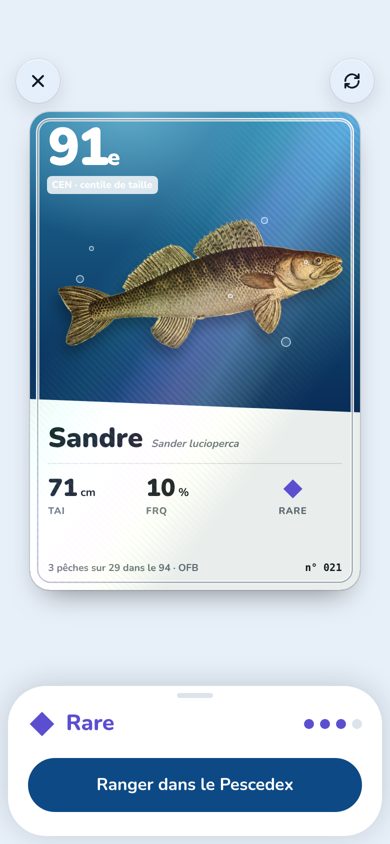 91e
CEN · centile de taille
Sandre Sander lucioperca
71 cm 10 %
TAI FRQ RARE
3 pêches sur 29 dans le 94 · OFB n° 021
Rare
Ranger dans le Pescedex